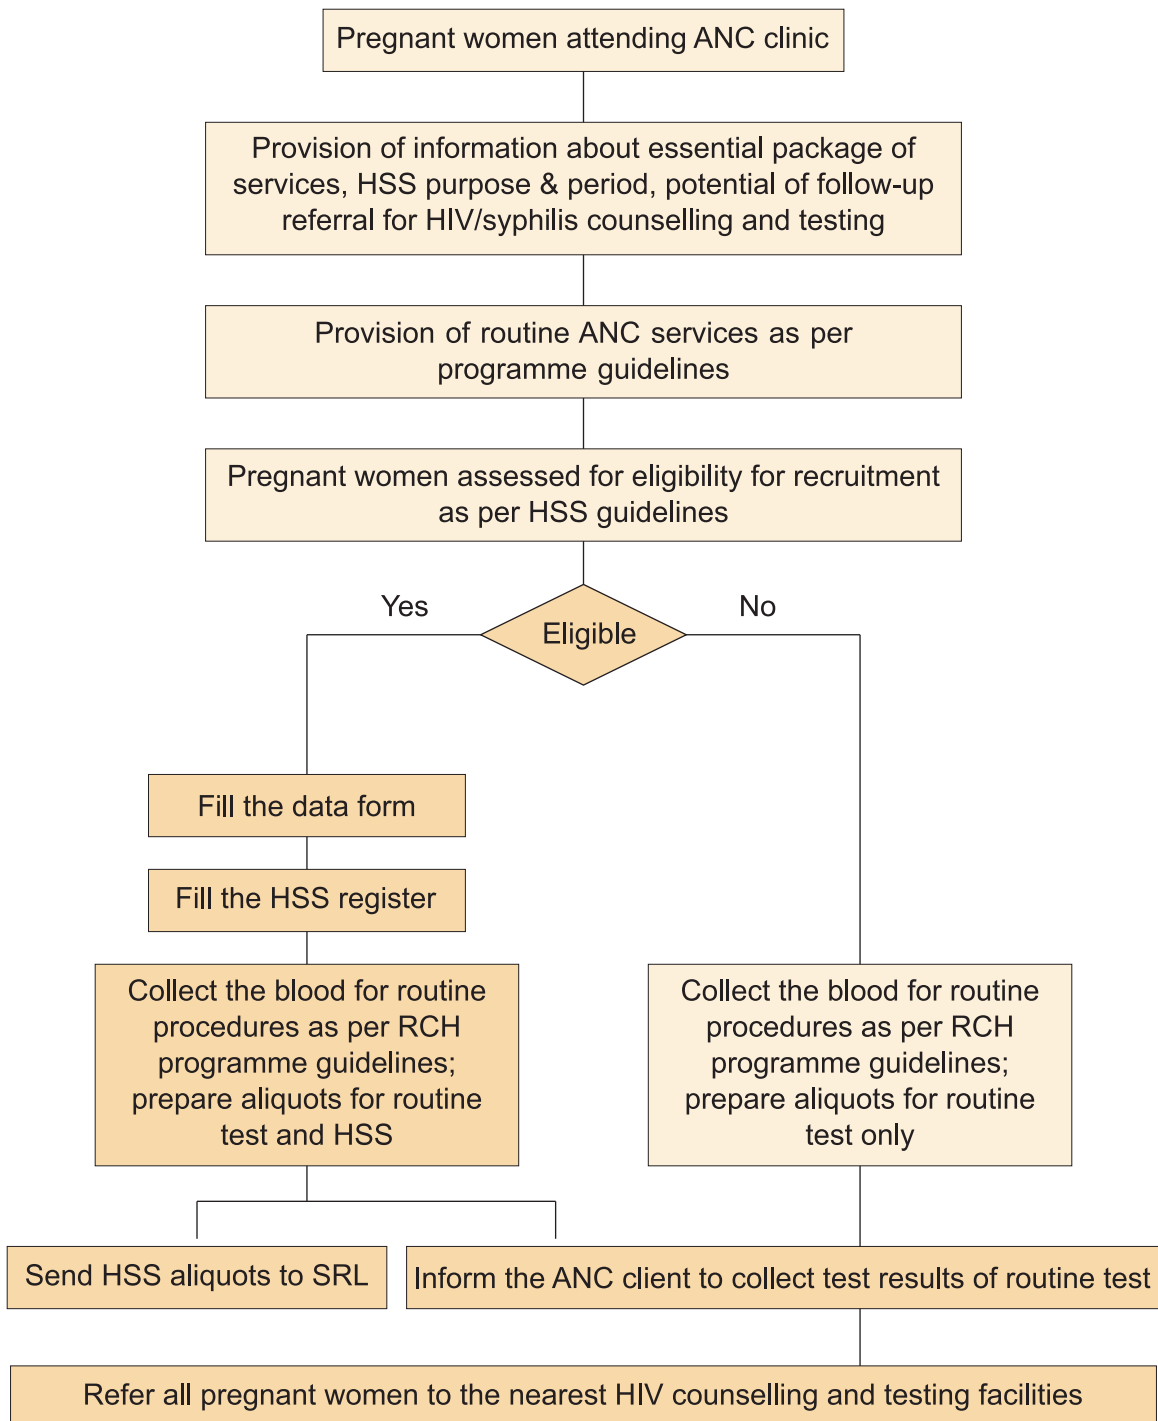 Pregnant women attending ANC clinic
Provision of information about essential package of
services, HSS purpose & period, potential of follow-up
referral for HIV/syphilis counselling and testing
Provision of routine ANC services as per
programme guidelines
Pregnant women assessed for eligibility for recruitment
as per HSS guidelines
Yes
No
Eligible
Fill the data form
Fill the HSS register
Collect the blood for routine
procedures as per RCH
programme guidelines;
prepare aliquots for routine
test and HSS
Collect the blood for routine
procedures as per RCH
programme guidelines;
prepare aliquots for routine
test only
Send HSS aliquots to SRL
Inform the ANC client to collect test results of routine test
Refer all pregnant women to the nearest HIV counselling and testing facilities